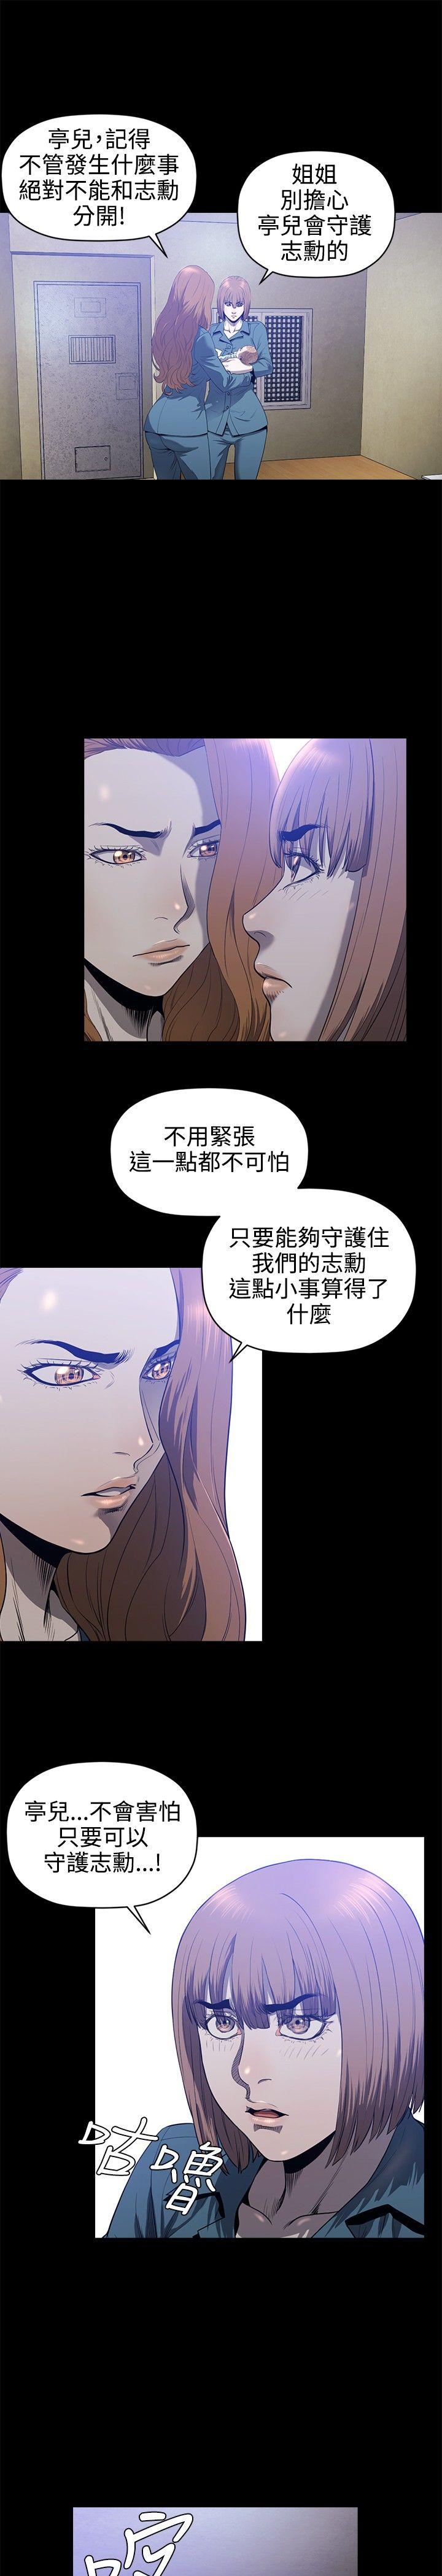 亭兒,記得
不管發生什麼事
絕對不能和志勳
分開!
姐姐
別擔心
亭兒會守護
志勳的
不用緊張
這一點都不可怕
只要能夠守護住
我們的志勳
這點小事算得了
什麼
亭兒...不會害怕
只要可以
守護志勳...!
咕嚕